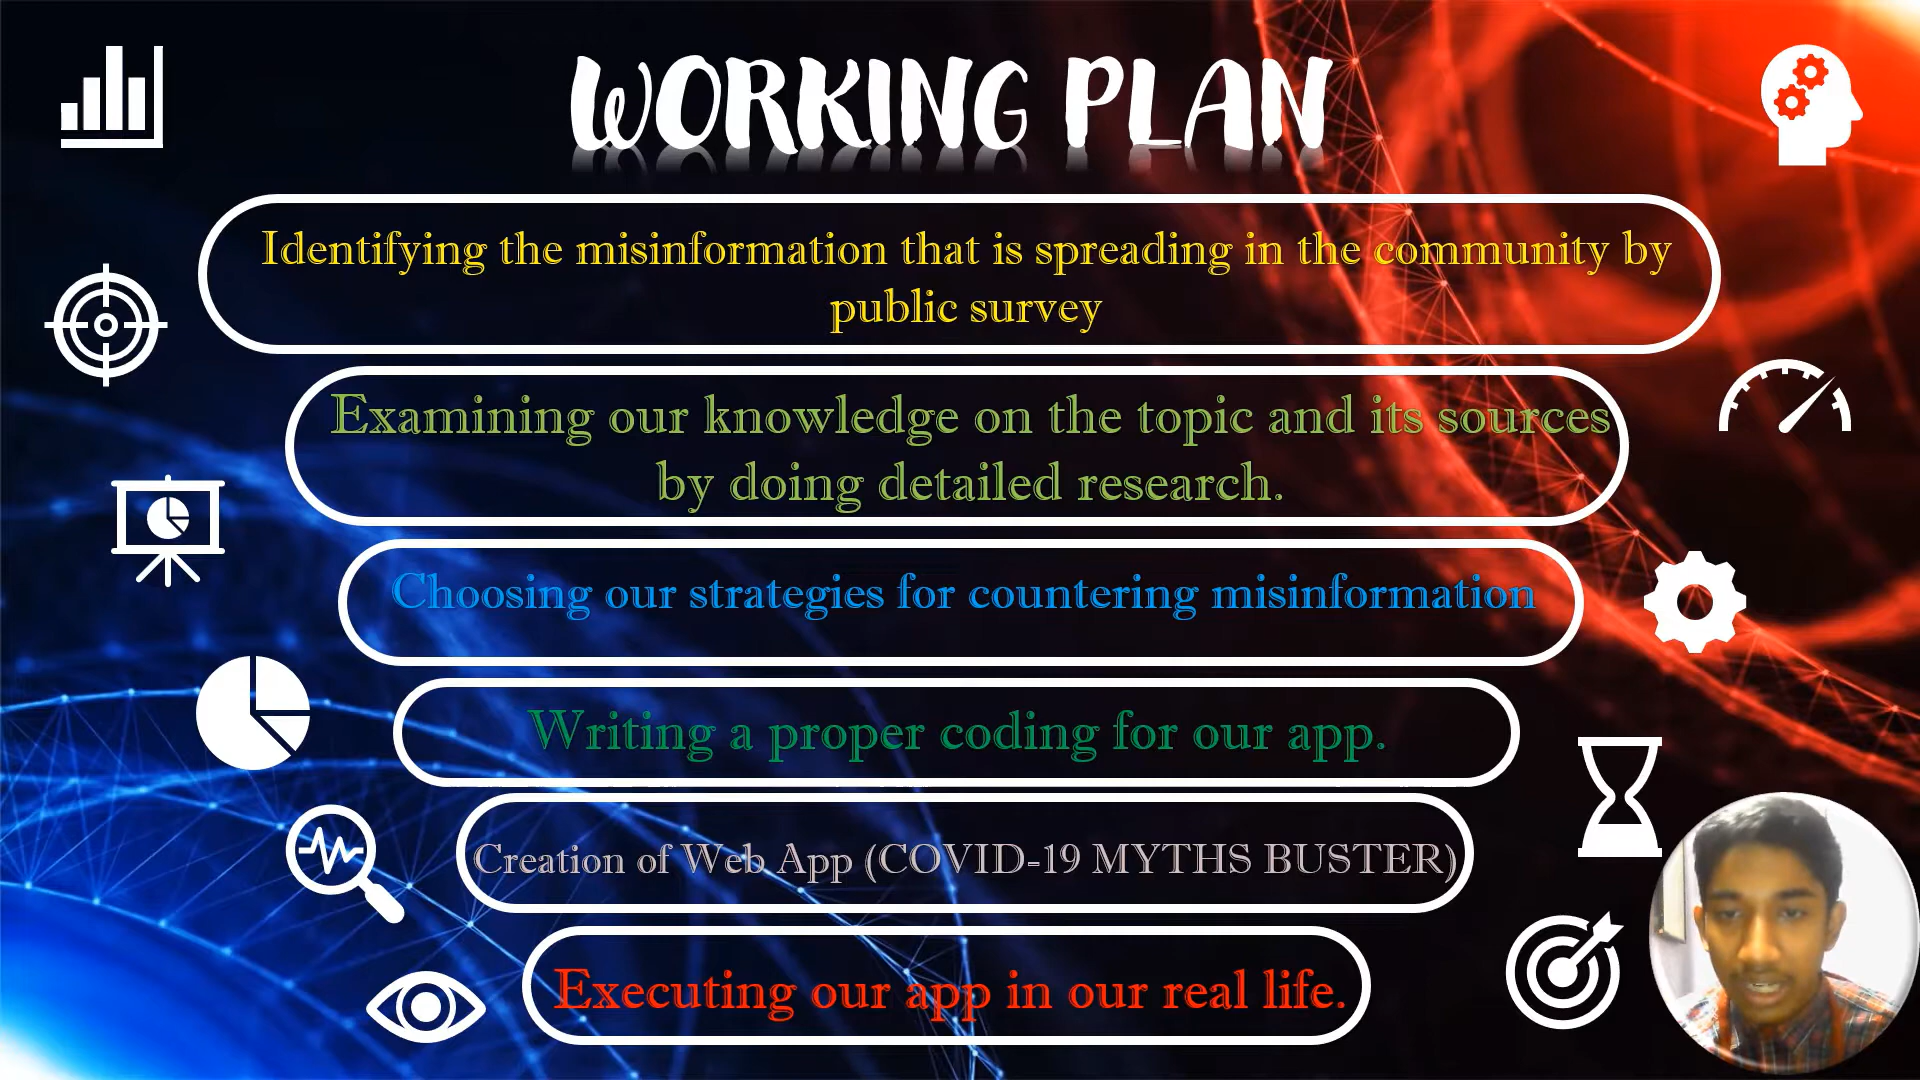 WORKING PLAN
Identifying the misinformation that is spreading in the community by
public survey
Examining our knowledge on the topic and its sources
by doing detailed research.
Choosing our strategies for countering misinformation
Writing a proper coding for our app.
Creation of Web App (COVID-19 MYTHS BUSTER)
Executing our app in our real life.